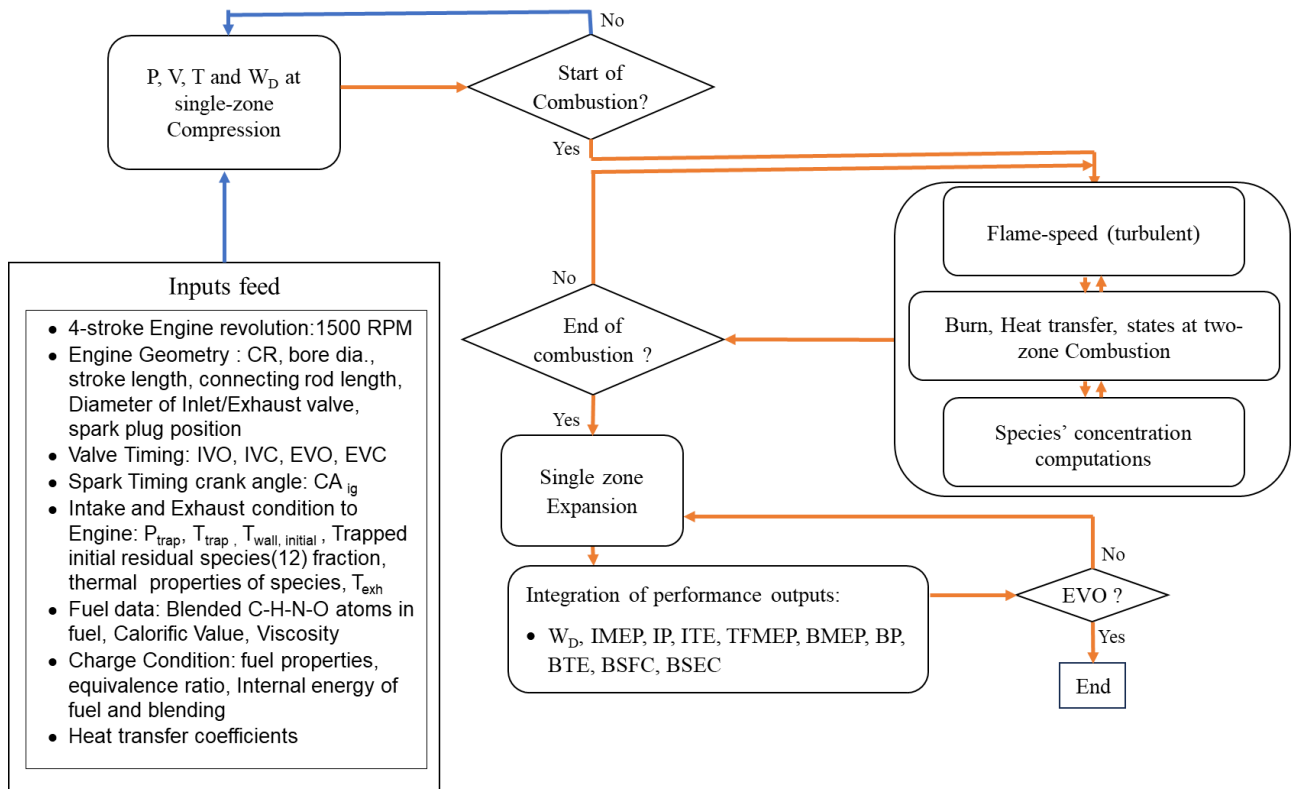 No
P, V, T and W_D at
single-zone
Compression
Start of
Combustion?
Yes
Inputs feed
• 4-stroke Engine revolution:1500 RPM
• Engine Geometry : CR, bore dia.,
stroke length, connecting rod length,
Diameter of Inlet/Exhaust valve,
spark plug position
• Valve Timing: IVO, IVC, EVO, EVC
• Spark Timing crank angle: CA ig
• Intake and Exhaust condition to
Engine: P_trap, T_trap , T_wall, initial , Trapped
initial residual species(12) fraction,
thermal properties of species, T_exh
• Fuel data: Blended C-H-N-O atoms in
fuel, Calorific Value, Viscosity
• Charge Condition: fuel properties,
equivalence ratio, Internal energy of
fuel and blending
• Heat transfer coefficients
Flame-speed (turbulent)
Burn, Heat transfer, states at two-
zone Combustion
Species’ concentration
computations
No
End of
combustion ?
Yes
Single zone
Expansion
Integration of performance outputs:
• W_D, IMEP, IP, ITE, TFMEP, BMEP, BP,
BTE, BSFC, BSEC
No
EVO ?
Yes
End